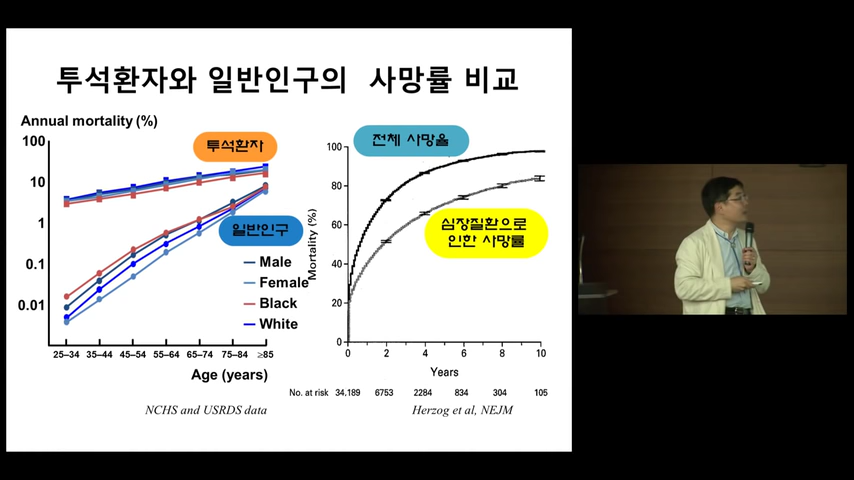 투석환자와 일반인구의 사망률 비교
Annual mortality (%)
100
10
1
0.1
0.01
투석환자
일반인구
Male
Female
Black
White
25–34 35–44 45–54 55–64 65–74 75–84 ≥85
Age (years)
NCHS and USRDS data
전체 사망율
심장질환으로
인한 사망률
Mortality (%)
100
80
60
40
20
0
0 2 4 6 8 10
Years
No. at risk 34,189 6753 2284 834 304 105
Herzog et al, NEJM